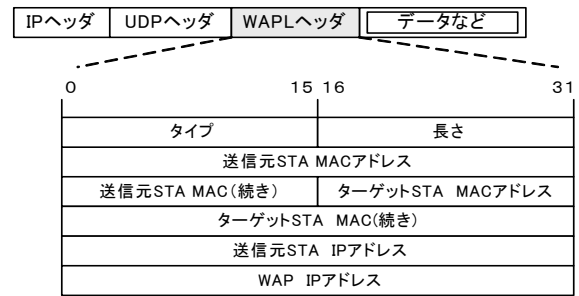 IPヘッダ UDPヘッダ WAPLヘッダ データなど
0 15 16 31
タイプ 長さ
送信元STA MACアドレス
送信元STA MAC(続き) ターゲットSTA MACアドレス
ターゲットSTA MAC(続き)
送信元STA IPアドレス
WAP IPアドレス